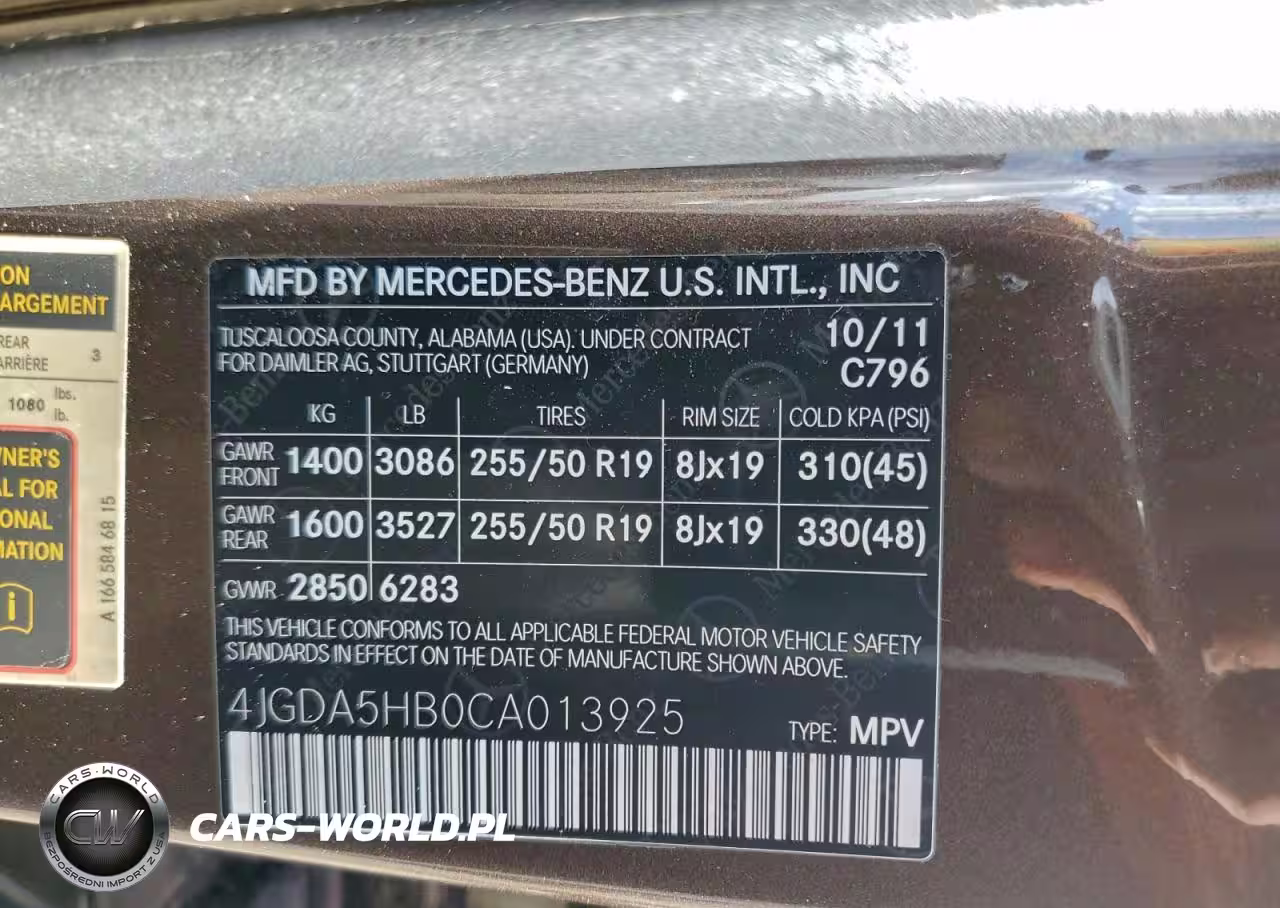 ON
ARGEMENT
REAR
ARRIÈRE 3
1080 lbs.
lb.
NER'S
L FOR
ONAL
MATION
i
A 166 584 68 15
MFD BY MERCEDES-BENZ U.S. INTL., INC
TUSCALOOSA COUNTY, ALABAMA (USA). UNDER CONTRACT 10/11
FOR DAIMLER AG, STUTTGART (GERMANY) C796
KG LB TIRES RIM SIZE COLD KPA (PSI)
GAWR FRONT 1400 3086 255/50 R19 8Jx19 310(45)
GAWR REAR 1600 3527 255/50 R19 8Jx19 330(48)
GVWR 2850 6283
THIS VEHICLE CONFORMS TO ALL APPLICABLE FEDERAL MOTOR VEHICLE SAFETY
STANDARDS IN EFFECT ON THE DATE OF MANUFACTURE SHOWN ABOVE.
4JGDA5HB0CA013925 TYPE: MPV
CARS-WORLD
CW
BEZPOŚREDNI IMPORT Z USA
CARS-WORLD.PL